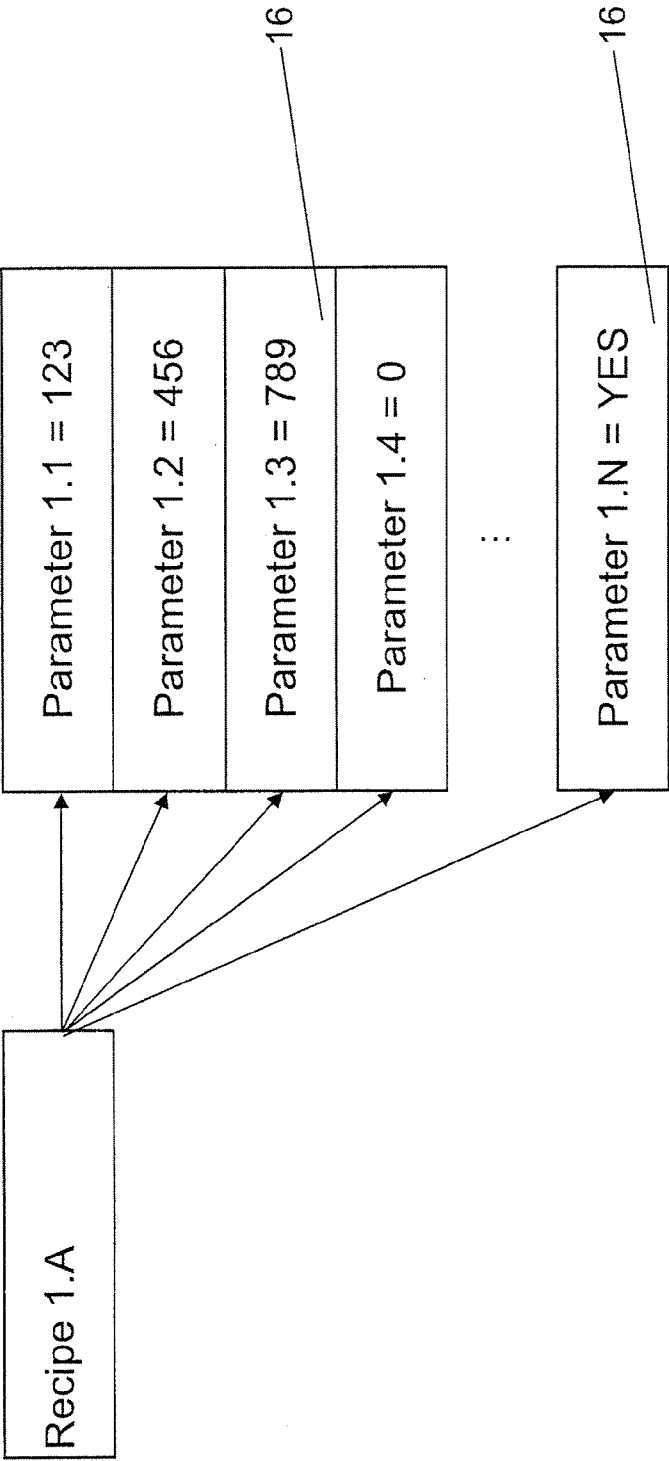 Recipe 1.A
Parameter 1.1 = 123
Parameter 1.2 = 456
Parameter 1.3 = 789
16
Parameter 1.4 = 0
...
Parameter 1.N = YES
16